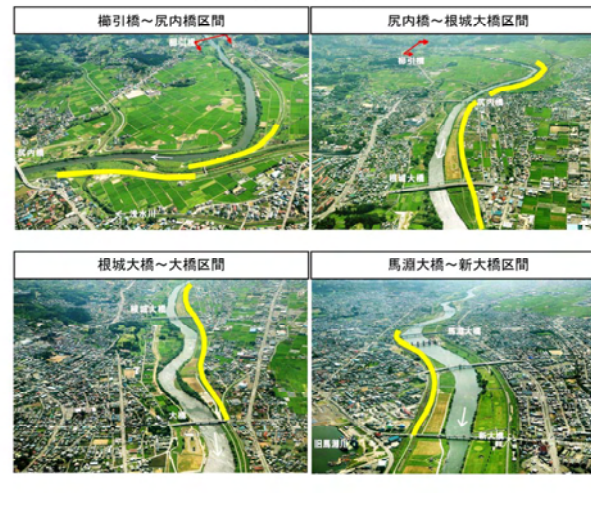 櫛引橋～尻内橋区間
尻内橋～根城大橋区間
櫛引橋
尻内橋
浅水川
櫛引橋
尻内橋
根城大橋
根城大橋～大橋区間
馬淵大橋～新大橋区間
根城大橋
大橋
馬淵大橋
新大橋
旧馬淵川